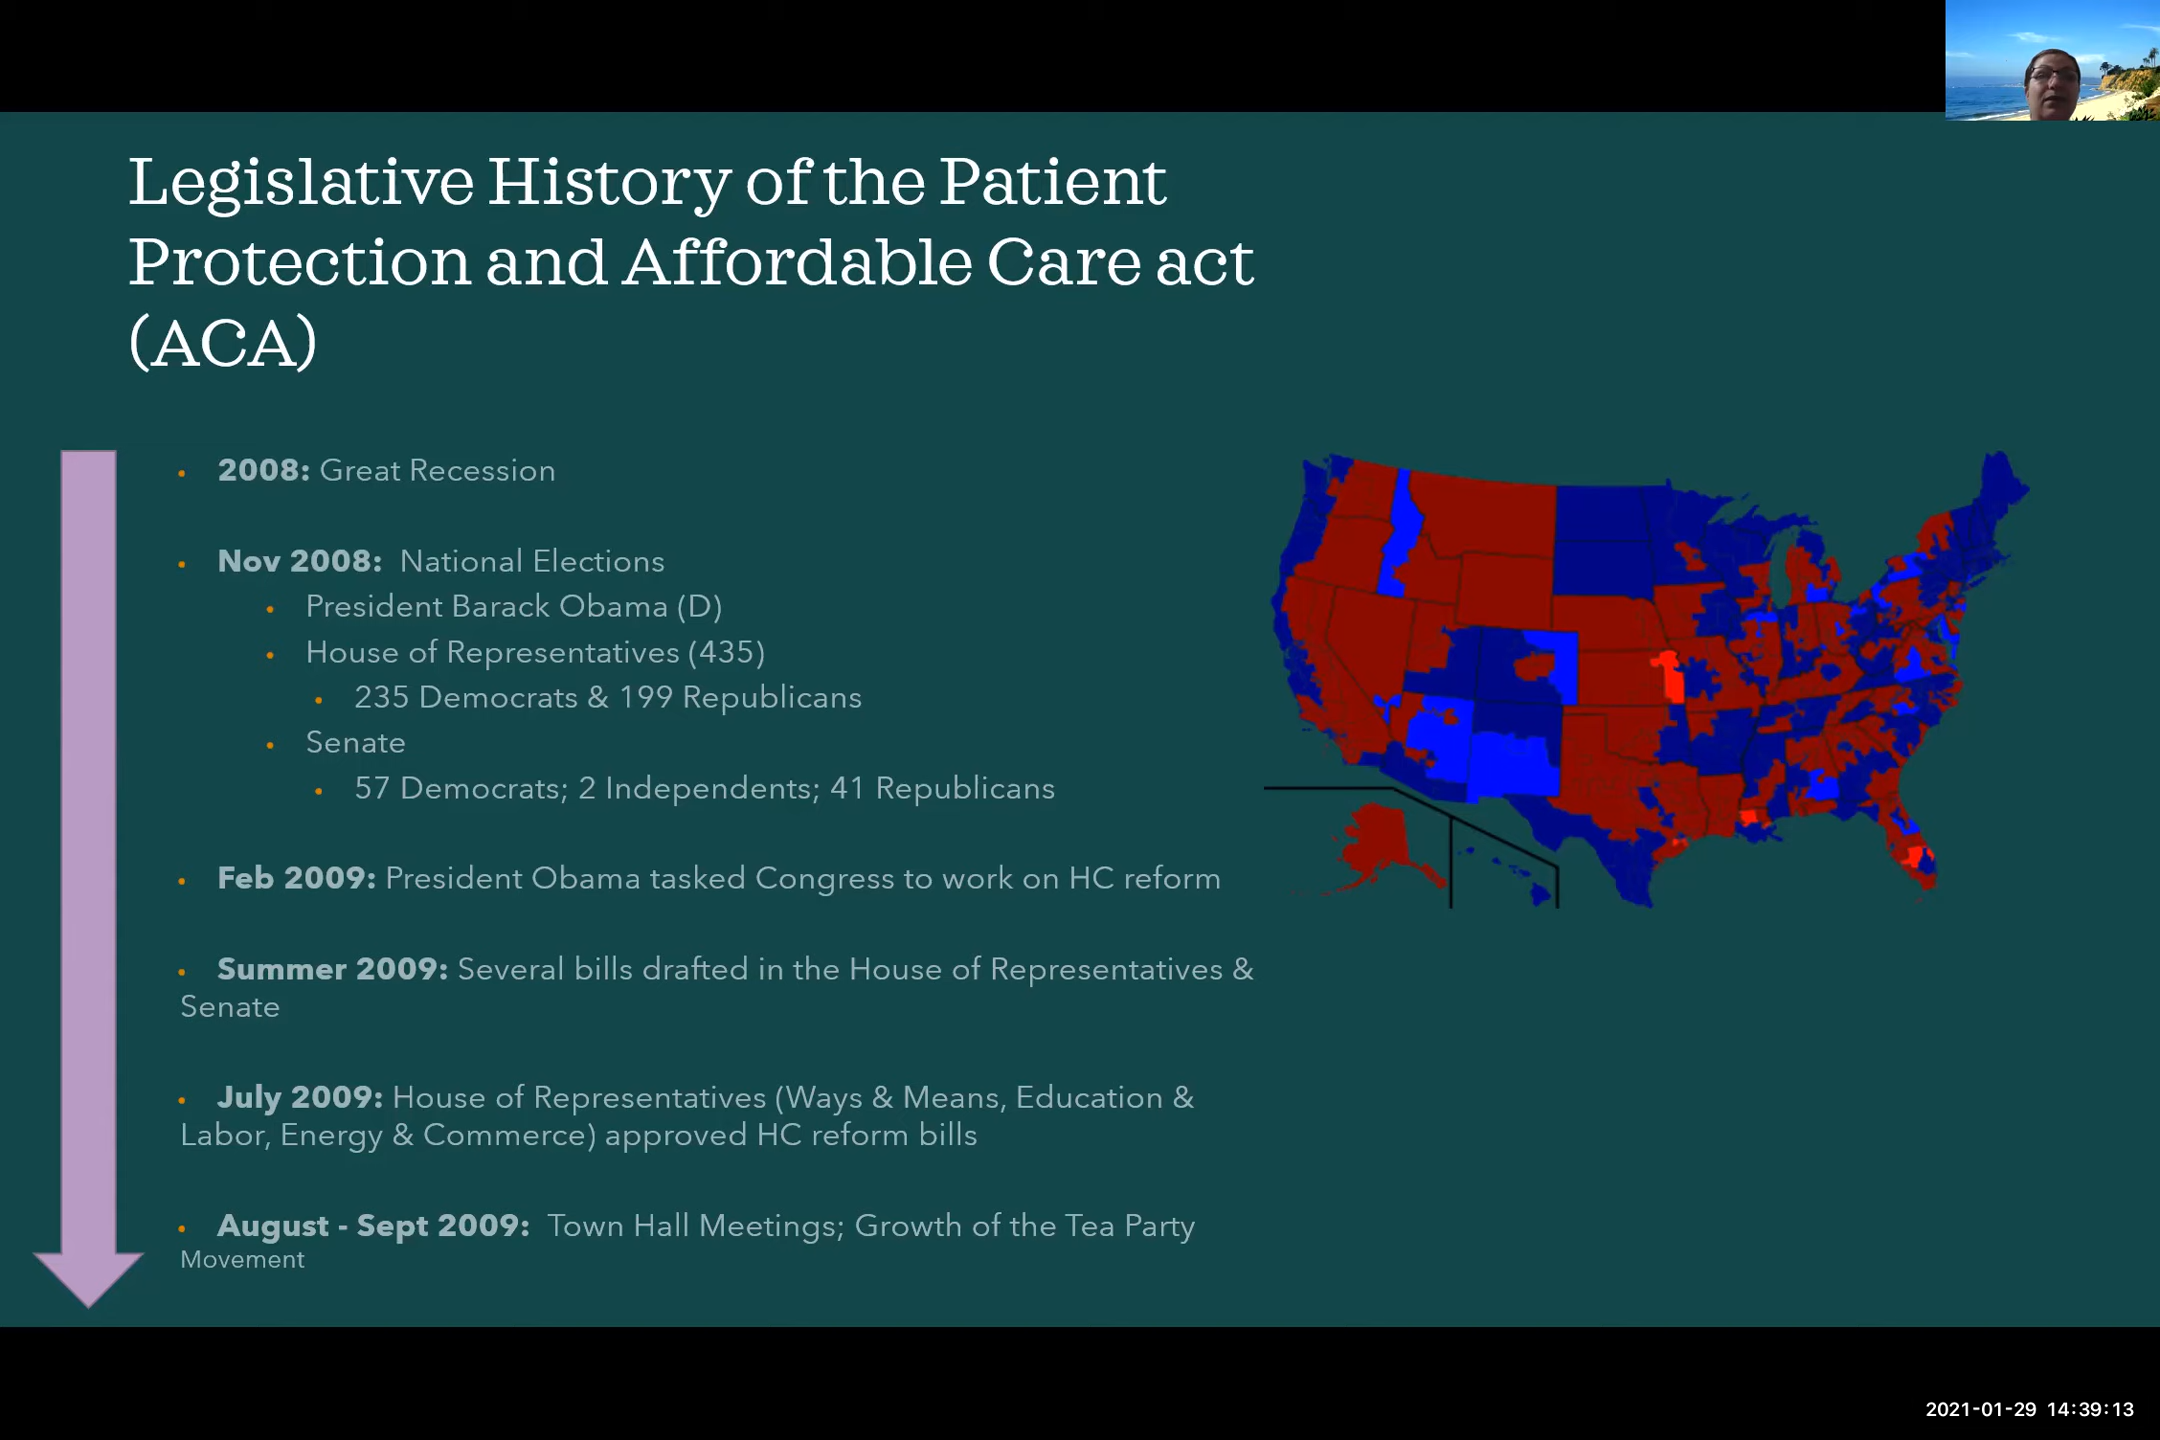 Legislative History of the Patient
Protection and Affordable Care act
(ACA)
• 2008: Great Recession
• Nov 2008: National Elections
• President Barack Obama (D)
• House of Representatives (435)
• 235 Democrats & 199 Republicans
• Senate
• 57 Democrats; 2 Independents; 41 Republicans
• Feb 2009: President Obama tasked Congress to work on HC reform
• Summer 2009: Several bills drafted in the House of Representatives &
Senate
• July 2009: House of Representatives (Ways & Means, Education &
Labor, Energy & Commerce) approved HC reform bills
• August - Sept 2009: Town Hall Meetings; Growth of the Tea Party
Movement
2021-01-29 14:39:13